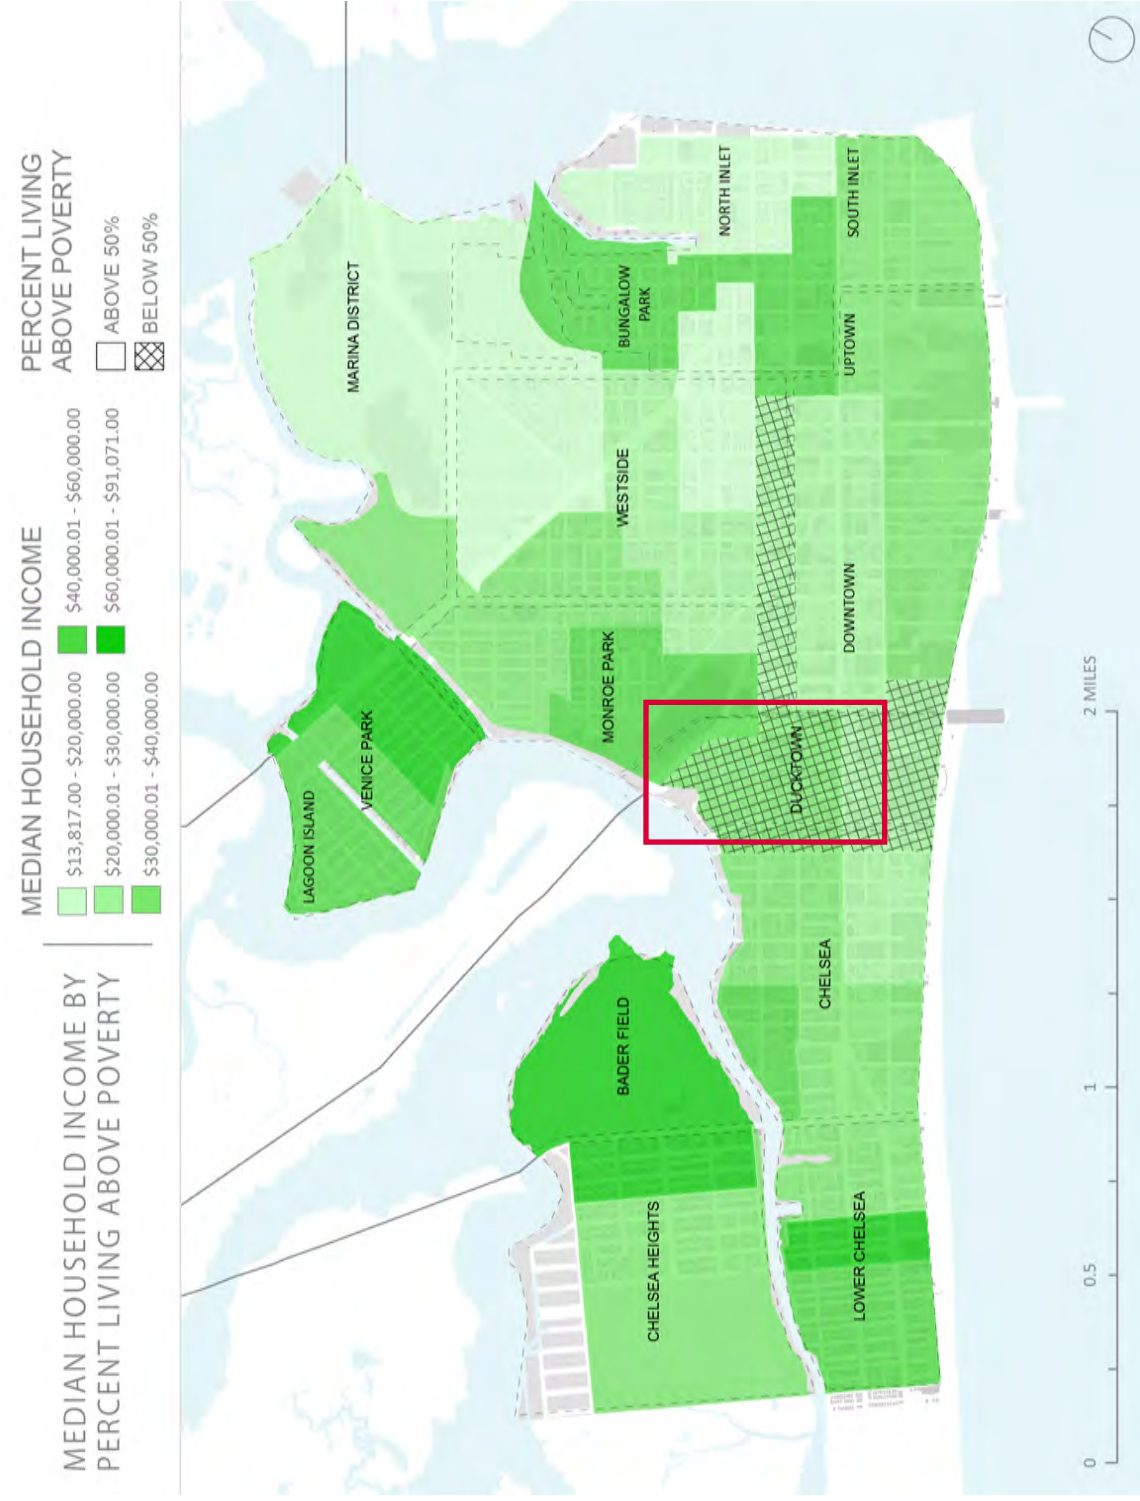 MEDIAN HOUSEHOLD INCOME BY
PERCENT LIVING ABOVE POVERTY
MEDIAN HOUSEHOLD INCOME
$13,817.00 - $20,000.00
$20,000.01 - $30,000.00
$30,000.01 - $40,000.00
$40,000.01 - $60,000.00
$60,000.01 - $91,071.00
PERCENT LIVING
ABOVE POVERTY
ABOVE 50%
BELOW 50%
MARINA DISTRICT
VENICE PARK
LAGOON ISLAND
BUNGALOW
PARK
NORTH INLET
SOUTH INLET
UPTOWN
WESTSIDE
MONROE PARK
DOWNTOWN
DUCKTOWN
BADER FIELD
CHELSEA
CHELSEA HEIGHTS
LOWER CHELSEA
0
0.5
1
2 MILES